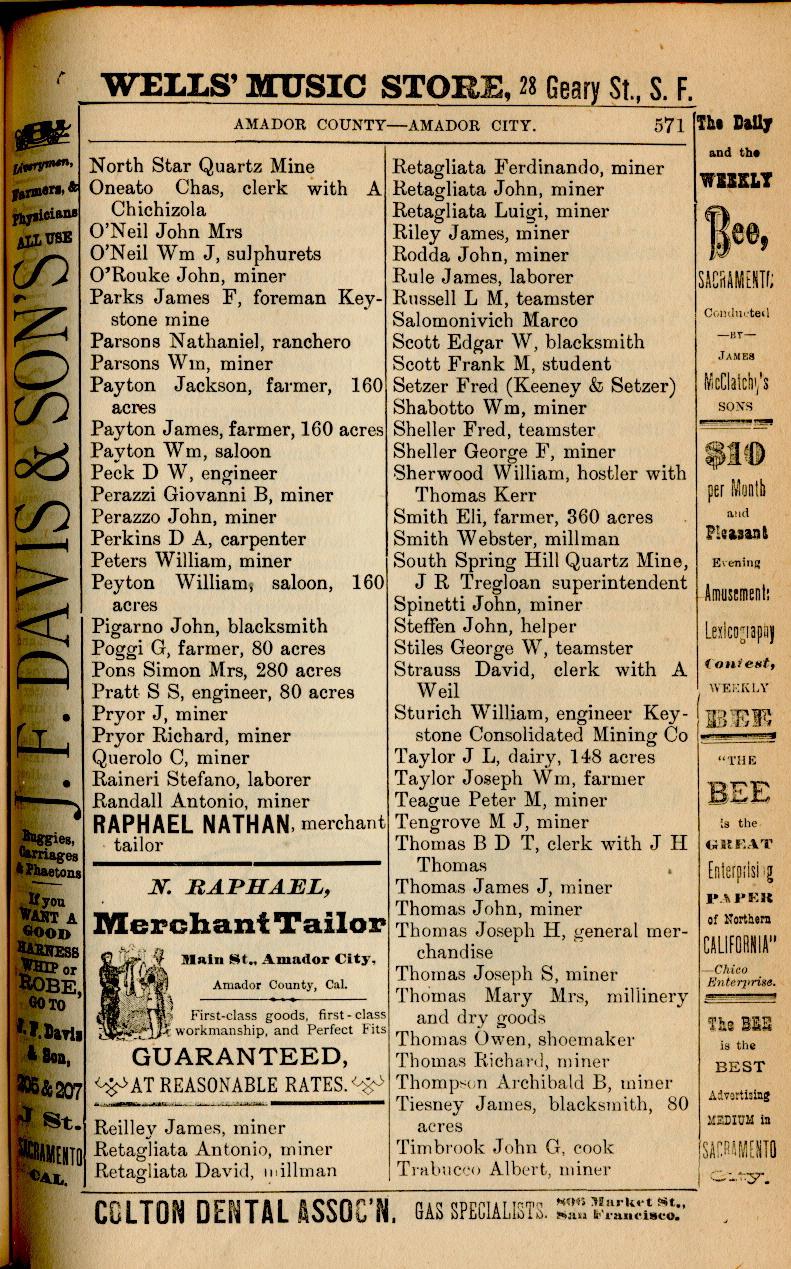 WELLS' MUSIC STORE, 28 Geary St., S. F.
AMADOR COUNTY—AMADOR CITY. 571
North Star Quartz Mine
Oneato Chas, clerk with A
Chichizola
O'Neil John Mrs
O'Neil Wm J, sulphurets
O'Rouke John, miner
Parks James F, foreman Key-
stone mine
Parsons Nathaniel, ranchero
Parsons Wm, miner
Payton Jackson, farmer, 160
acres
Payton James, farmer, 160 acres
Payton Wm, saloon
Peck D W, engineer
Perazzi Giovanni B, miner
Perazzo John, miner
Perkins D A, carpenter
Peters William, miner
Peyton William, saloon, 160
acres
Pigarno John, blacksmith
Poggi G, farmer, 80 acres
Pons Simon Mrs, 280 acres
Pratt S S, engineer, 80 acres
Pryor J, miner
Pryor Richard, miner
Querolo C, miner
Raineri Stefano, laborer
Randall Antonio, miner
RAPHAEL NATHAN, merchant
tailor
N. RAPHAEL,
Merchant Tailor
Main St., Amador City,
Amador County, Cal.
First-class goods, first-class
workmanship, and Perfect Fits
GUARANTEED,
AT REASONABLE RATES.
Reilley James, miner
Retagliata Antonio, miner
Retagliata David, millman
Retagliata Ferdinando, miner
Retagliata John, miner
Retagliata Luigi, miner
Riley James, miner
Rodda John, miner
Rule James, laborer
Russell L M, teamster
Salomonivich Marco
Scott Edgar W, blacksmith
Scott Frank M, student
Setzer Fred (Keeney & Setzer)
Shabotto Wm, miner
Sheller Fred, teamster
Sheller George F, miner
Sherwood William, hostler with
Thomas Kerr
Smith Eli, farmer, 360 acres
Smith Webster, millman
South Spring Hill Quartz Mine,
J R Tregloan superintendent
Spinetti John, miner
Steffen John, helper
Stiles George W, teamster
Strauss David, clerk with A
Weil
Sturich William, engineer Key-
stone Consolidated Mining Co
Taylor J L, dairy, 148 acres
Taylor Joseph Wm, farmer
Teague Peter M, miner
Tengrove M J, miner
Thomas B D T, clerk with J H
Thomas
Thomas James J, miner
Thomas John, miner
Thomas Joseph H, general mer-
chandise
Thomas Joseph S, miner
Thomas Mary Mrs, millinery
and dry goods
Thomas Owen, shoemaker
Thomas Richard, miner
Thompson Archibald B, miner
Tiesney James, blacksmith, 80
acres
Timbrook John G, cook
Trabucco Albert, miner
Liverymen,
Farmers, &
Physicians
ALL USE
J. F. DAVIS & SON'S
Buggies,
Carriages
& Phaetons
If you
WANT A
GOOD
HARNESS
WHIP or
ROBE,
GO TO
J. F. Davis
& Son,
205 & 207
J St.
SACRAMENTO
CAL.
The Daily
and the
WEEKLY
Bee,
SACRAMENTO,
Conducted
—BY—
JAMES
McClatchy's
SONS
$10
per Month
and
Pleasant
Evening
Amusement:
Lexicography
Contest,
WEEKLY
BEE
"THE
BEE
is the
GREAT
Enterprising
PAPER
of Northern
CALIFORNIA"
—Chico
Enterprise.
The BEE
is the
BEST
Advertising
MEDIUM in
SACRAMENTO
City.
COLTON DENTAL ASSOC'N. GAS SPECIALISTS. 806 Market St.,
San Francisco.